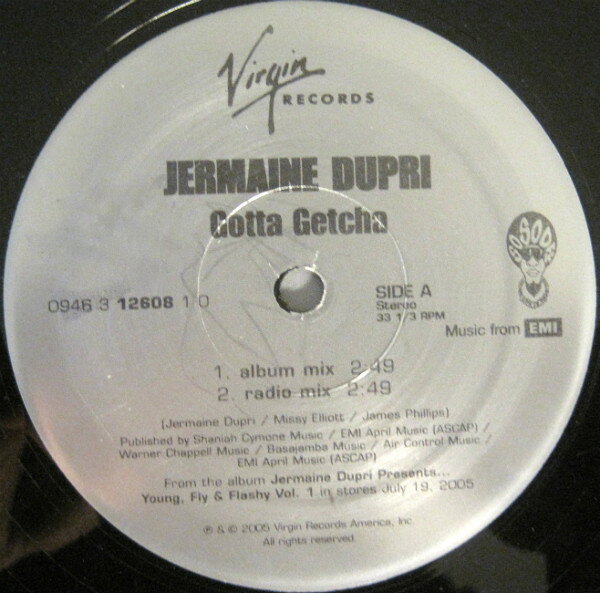 Virgin
RECORDS
JERMAINE DUPRI
Gotta Getcha
SO SO DEF
0946 3 12608 1 0
SIDE A
Stereo
33 1/3 RPM
Music from EMI
1. album mix 2:49
2. radio mix 2:49
(Jermaine Dupri / Missy Elliott / James Phillips)
Published by Shaniah Cymone Music / EMI April Music (ASCAP) /
Warner Chappell Music / Basajamba Music / Air Control Music /
EMI April Music (ASCAP)
From the album Jermaine Dupri Presents...
Young, Fly & Flashy Vol. 1 in stores July 19, 2005
℗ & © 2005 Virgin Records America, Inc.
All rights reserved.